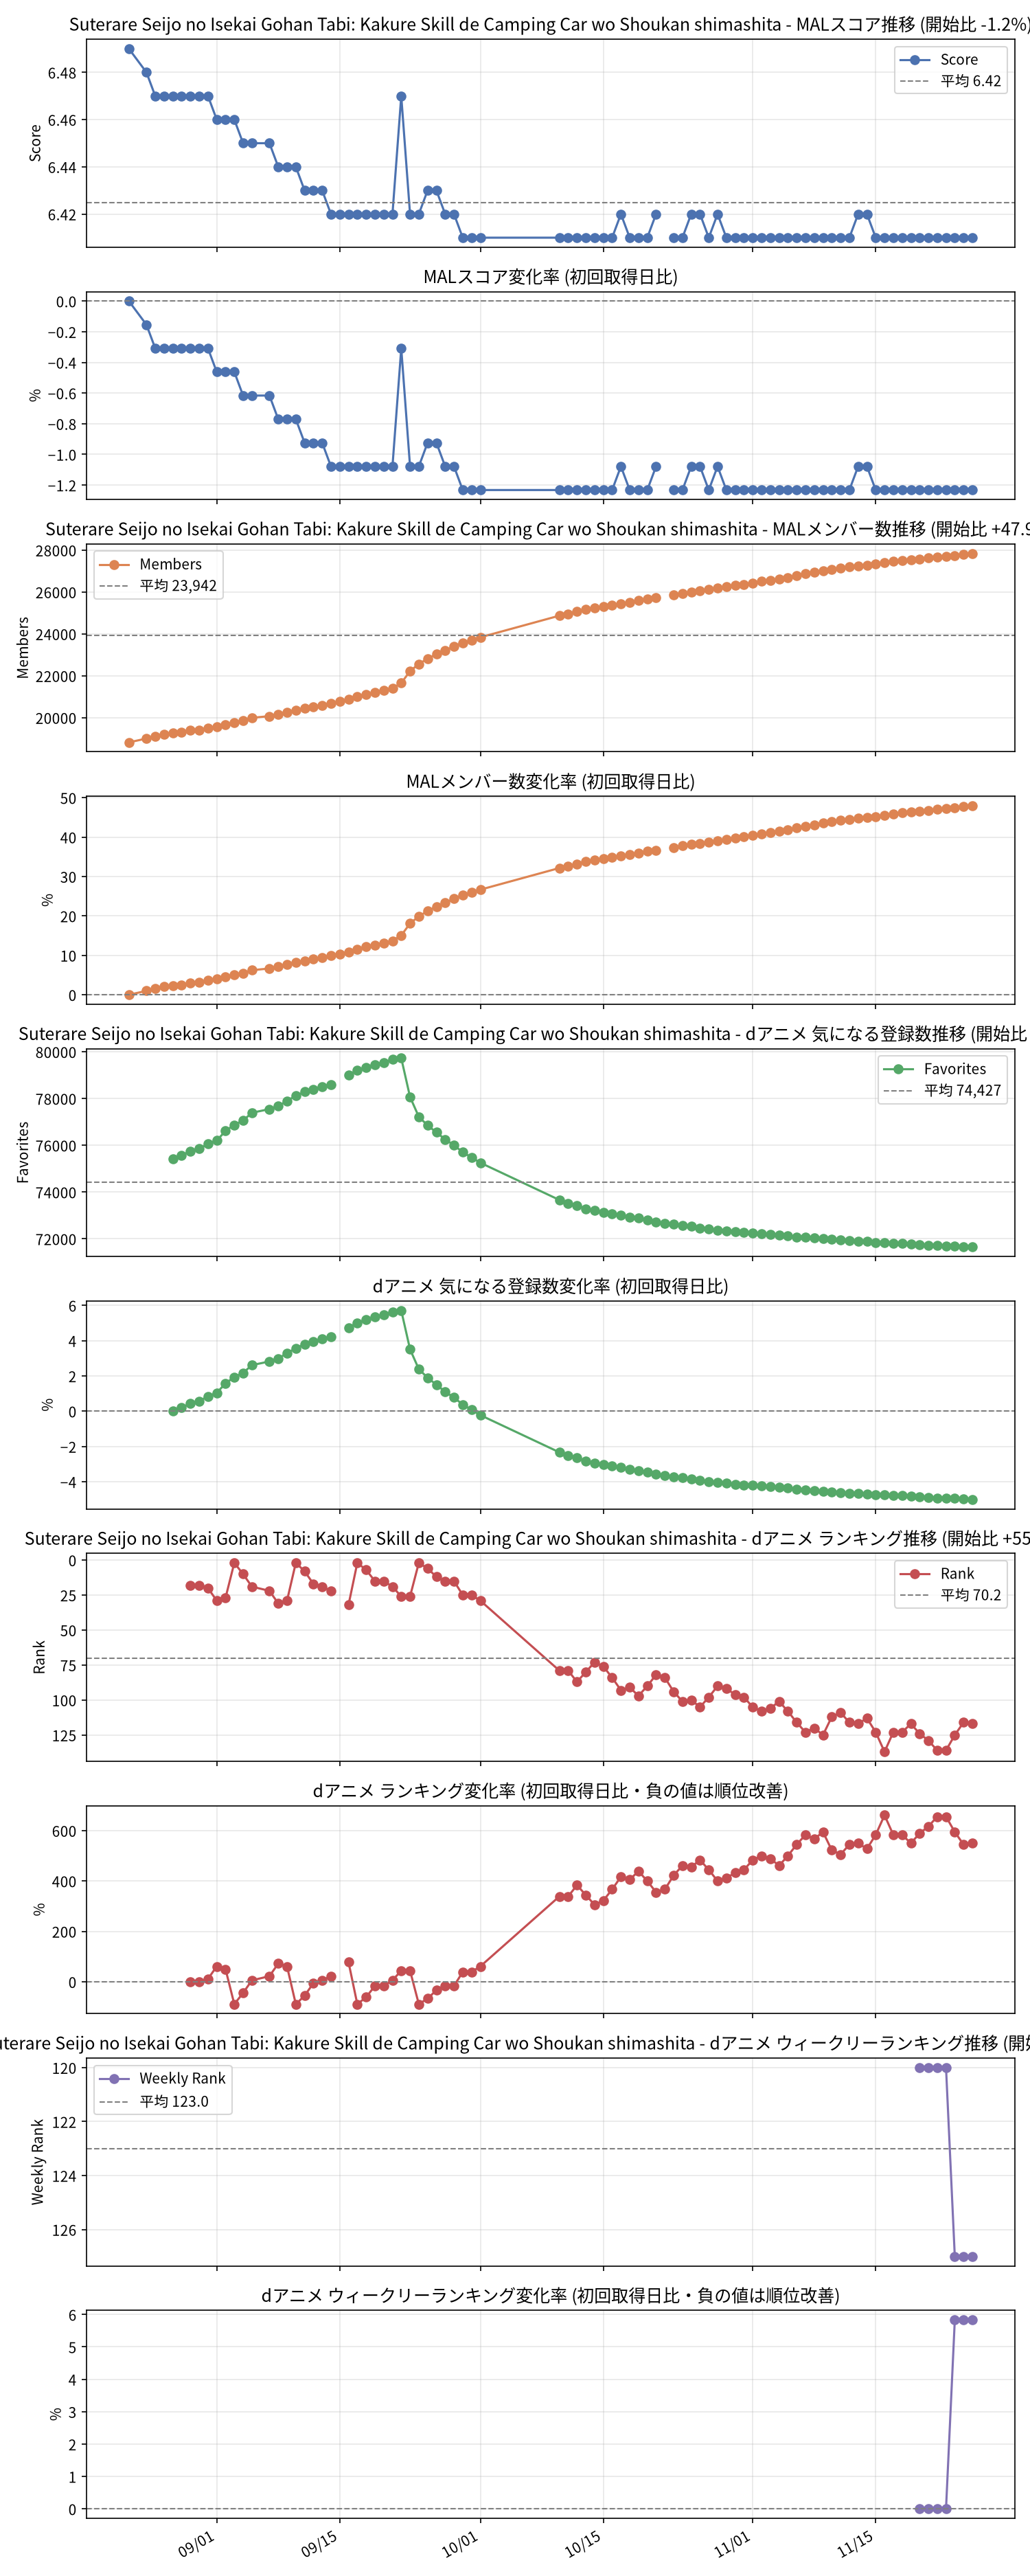 Suterare Seijo no Isekai Gohan Tabi: Kakure Skill de Camping Car wo Shoukan shimashita - MALスコア推移 (開始比 -1.2%)
Score
平均 6.42
6.48
6.46
6.44
6.42
Score
MALスコア変化率 (初回取得日比)
0.0
−0.2
−0.4
−0.6
−0.8
−1.0
−1.2
%
Suterare Seijo no Isekai Gohan Tabi: Kakure Skill de Camping Car wo Shoukan shimashita - MALメンバー数推移 (開始比 +47.9
Members
平均 23,942
28000
26000
24000
22000
20000
Members
MALメンバー数変化率 (初回取得日比)
50
40
30
20
10
0
%
Suterare Seijo no Isekai Gohan Tabi: Kakure Skill de Camping Car wo Shoukan shimashita - dアニメ 気になる登録数推移 (開始比
Favorites
平均 74,427
80000
78000
76000
74000
72000
Favorites
dアニメ 気になる登録数変化率 (初回取得日比)
6
4
2
0
−2
−4
%
Suterare Seijo no Isekai Gohan Tabi: Kakure Skill de Camping Car wo Shoukan shimashita - dアニメ ランキング推移 (開始比 +55
Rank
平均 70.2
0
25
50
75
100
125
Rank
dアニメ ランキング変化率 (初回取得日比・負の値は順位改善)
600
400
200
0
%
uterare Seijo no Isekai Gohan Tabi: Kakure Skill de Camping Car wo Shoukan shimashita - dアニメ ウィークリーランキング推移 (開始
Weekly Rank
平均 123.0
120
122
124
126
Weekly Rank
dアニメ ウィークリーランキング変化率 (初回取得日比・負の値は順位改善)
6
5
4
3
2
1
0
%
09/01
09/15
10/01
10/15
11/01
11/15